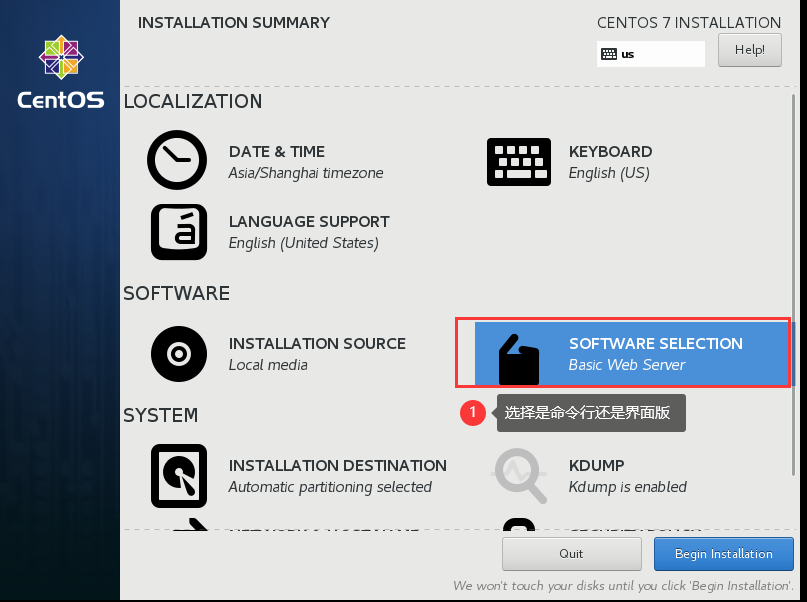 INSTALLATION SUMMARY
CENTOS 7 INSTALLATION
us
Help!
CentOS
LOCALIZATION
DATE & TIME
Asia/Shanghai timezone
KEYBOARD
English (US)
LANGUAGE SUPPORT
English (United States)
SOFTWARE
INSTALLATION SOURCE
Local media
SOFTWARE SELECTION
Basic Web Server
1
选择是命令行还是界面版
SYSTEM
INSTALLATION DESTINATION
Automatic partitioning selected
KDUMP
Kdump is enabled
Quit
Begin Installation
We won't touch your disks until you click 'Begin Installation'.